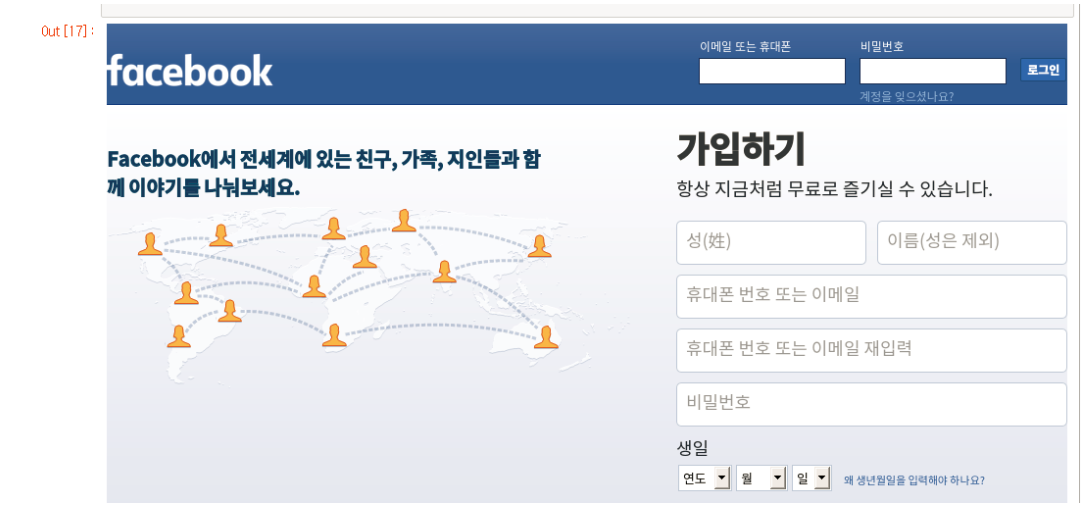 Out[17]:
facebook
이메일 또는 휴대폰
비밀번호
로그인
계정을 잊으셨나요?
Facebook에서 전세계에 있는 친구, 가족, 지인들과 함
께 이야기를 나눠보세요.
가입하기
항상 지금처럼 무료로 즐기실 수 있습니다.
성(姓)
이름(성은 제외)
휴대폰 번호 또는 이메일
휴대폰 번호 또는 이메일 재입력
비밀번호
생일
연도 월 일 왜 생년월일을 입력해야 하나요?